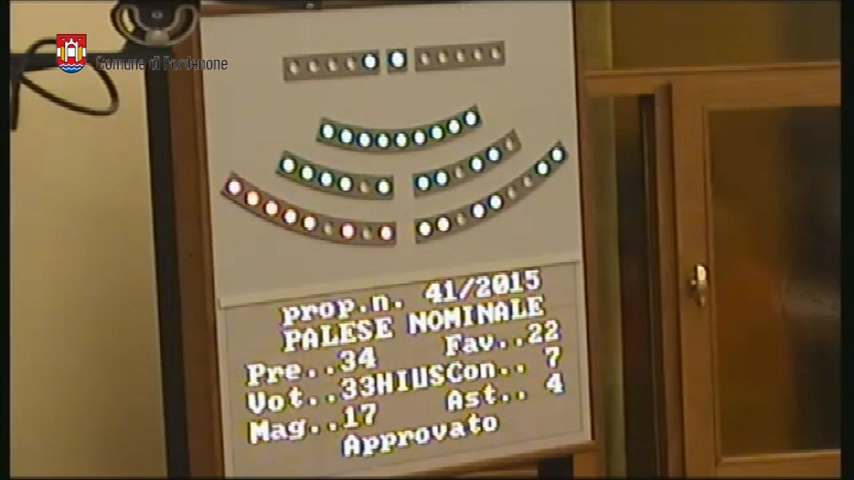 Comune di Pordenone
prop.n. 41/2015
PALESE NOMINALE
Pre..34 Fav..22
Vot..33HIUSCon.. 7
Mag..17 Ast.. 4
Approvato